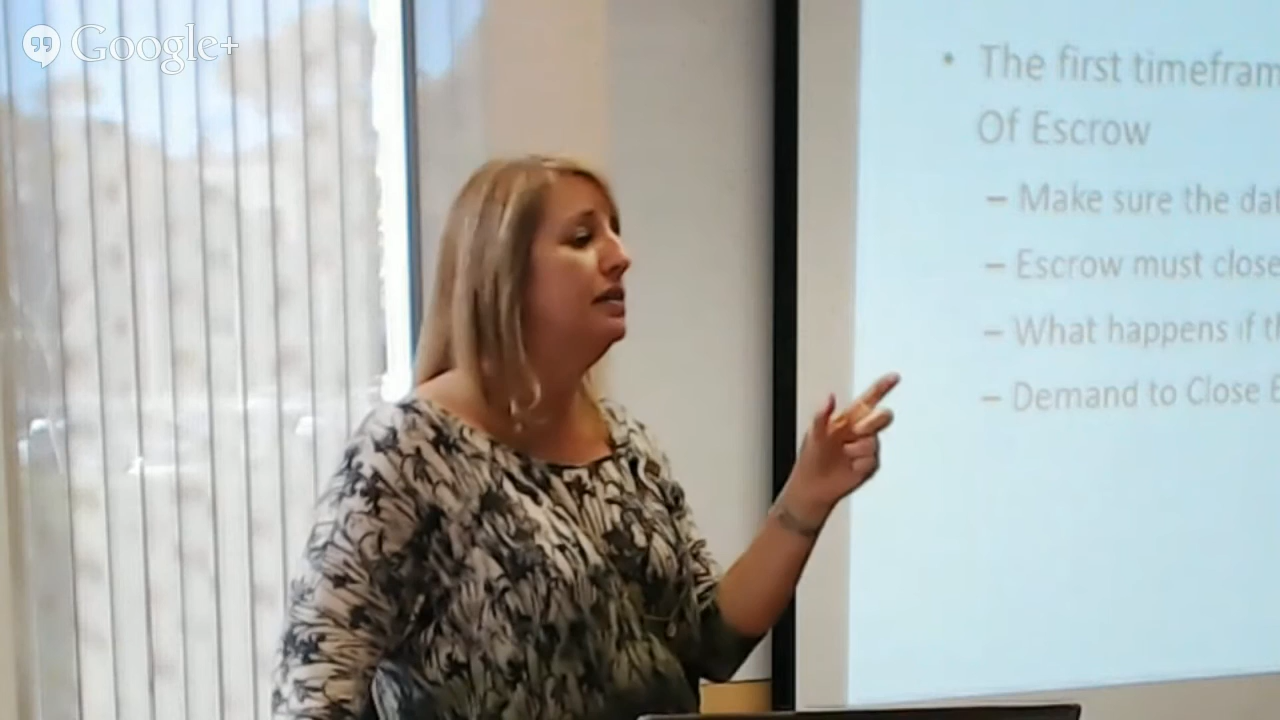 Google+
• The first timefram
Of Escrow
– Make sure the dat
– Escrow must close
– What happens if th
– Demand to Close E